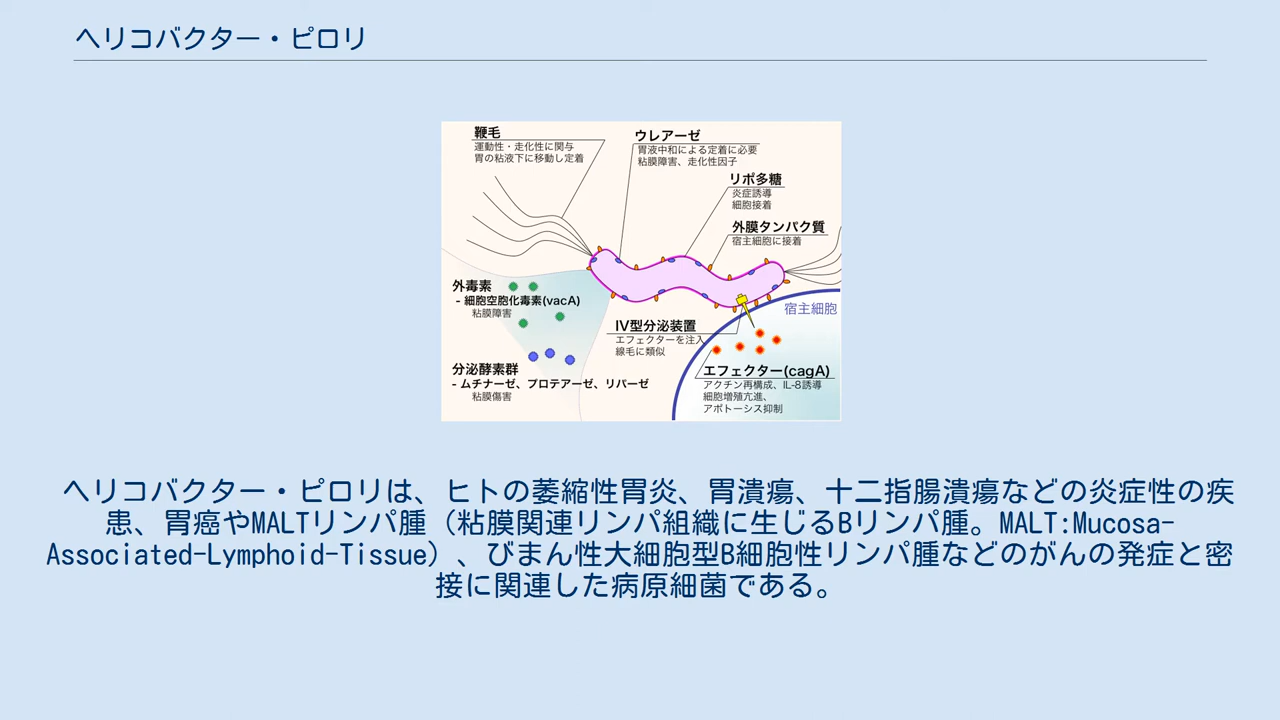 ヘリコバクター・ピロリ
鞭毛
運動性・走化性に関与
胃の粘液下に移動し定着
ウレアーゼ
胃液中和による定着に必要
粘膜障害、走化性因子
リポ多糖
炎症誘導
細胞接着
外膜タンパク質
宿主細胞に接着
外毒素
- 細胞空胞化毒素(vacA)
粘膜障害
宿主細胞
IV型分泌装置
エフェクターを注入
線毛に類似
分泌酵素群
- ムチナーゼ、プロテアーゼ、リパーゼ
粘膜傷害
エフェクター(cagA)
アクチン再構成、IL-8誘導
細胞増殖亢進、
アポトーシス抑制
ヘリコバクター・ピロリは、ヒトの萎縮性胃炎、胃潰瘍、十二指腸潰瘍などの炎症性の疾
患、胃癌やMALTリンパ腫（粘膜関連リンパ組織に生じるBリンパ腫。MALT:Mucosa-
Associated-Lymphoid-Tissue）、びまん性大細胞型B細胞性リンパ腫などのがんの発症と密
接に関連した病原細菌である。